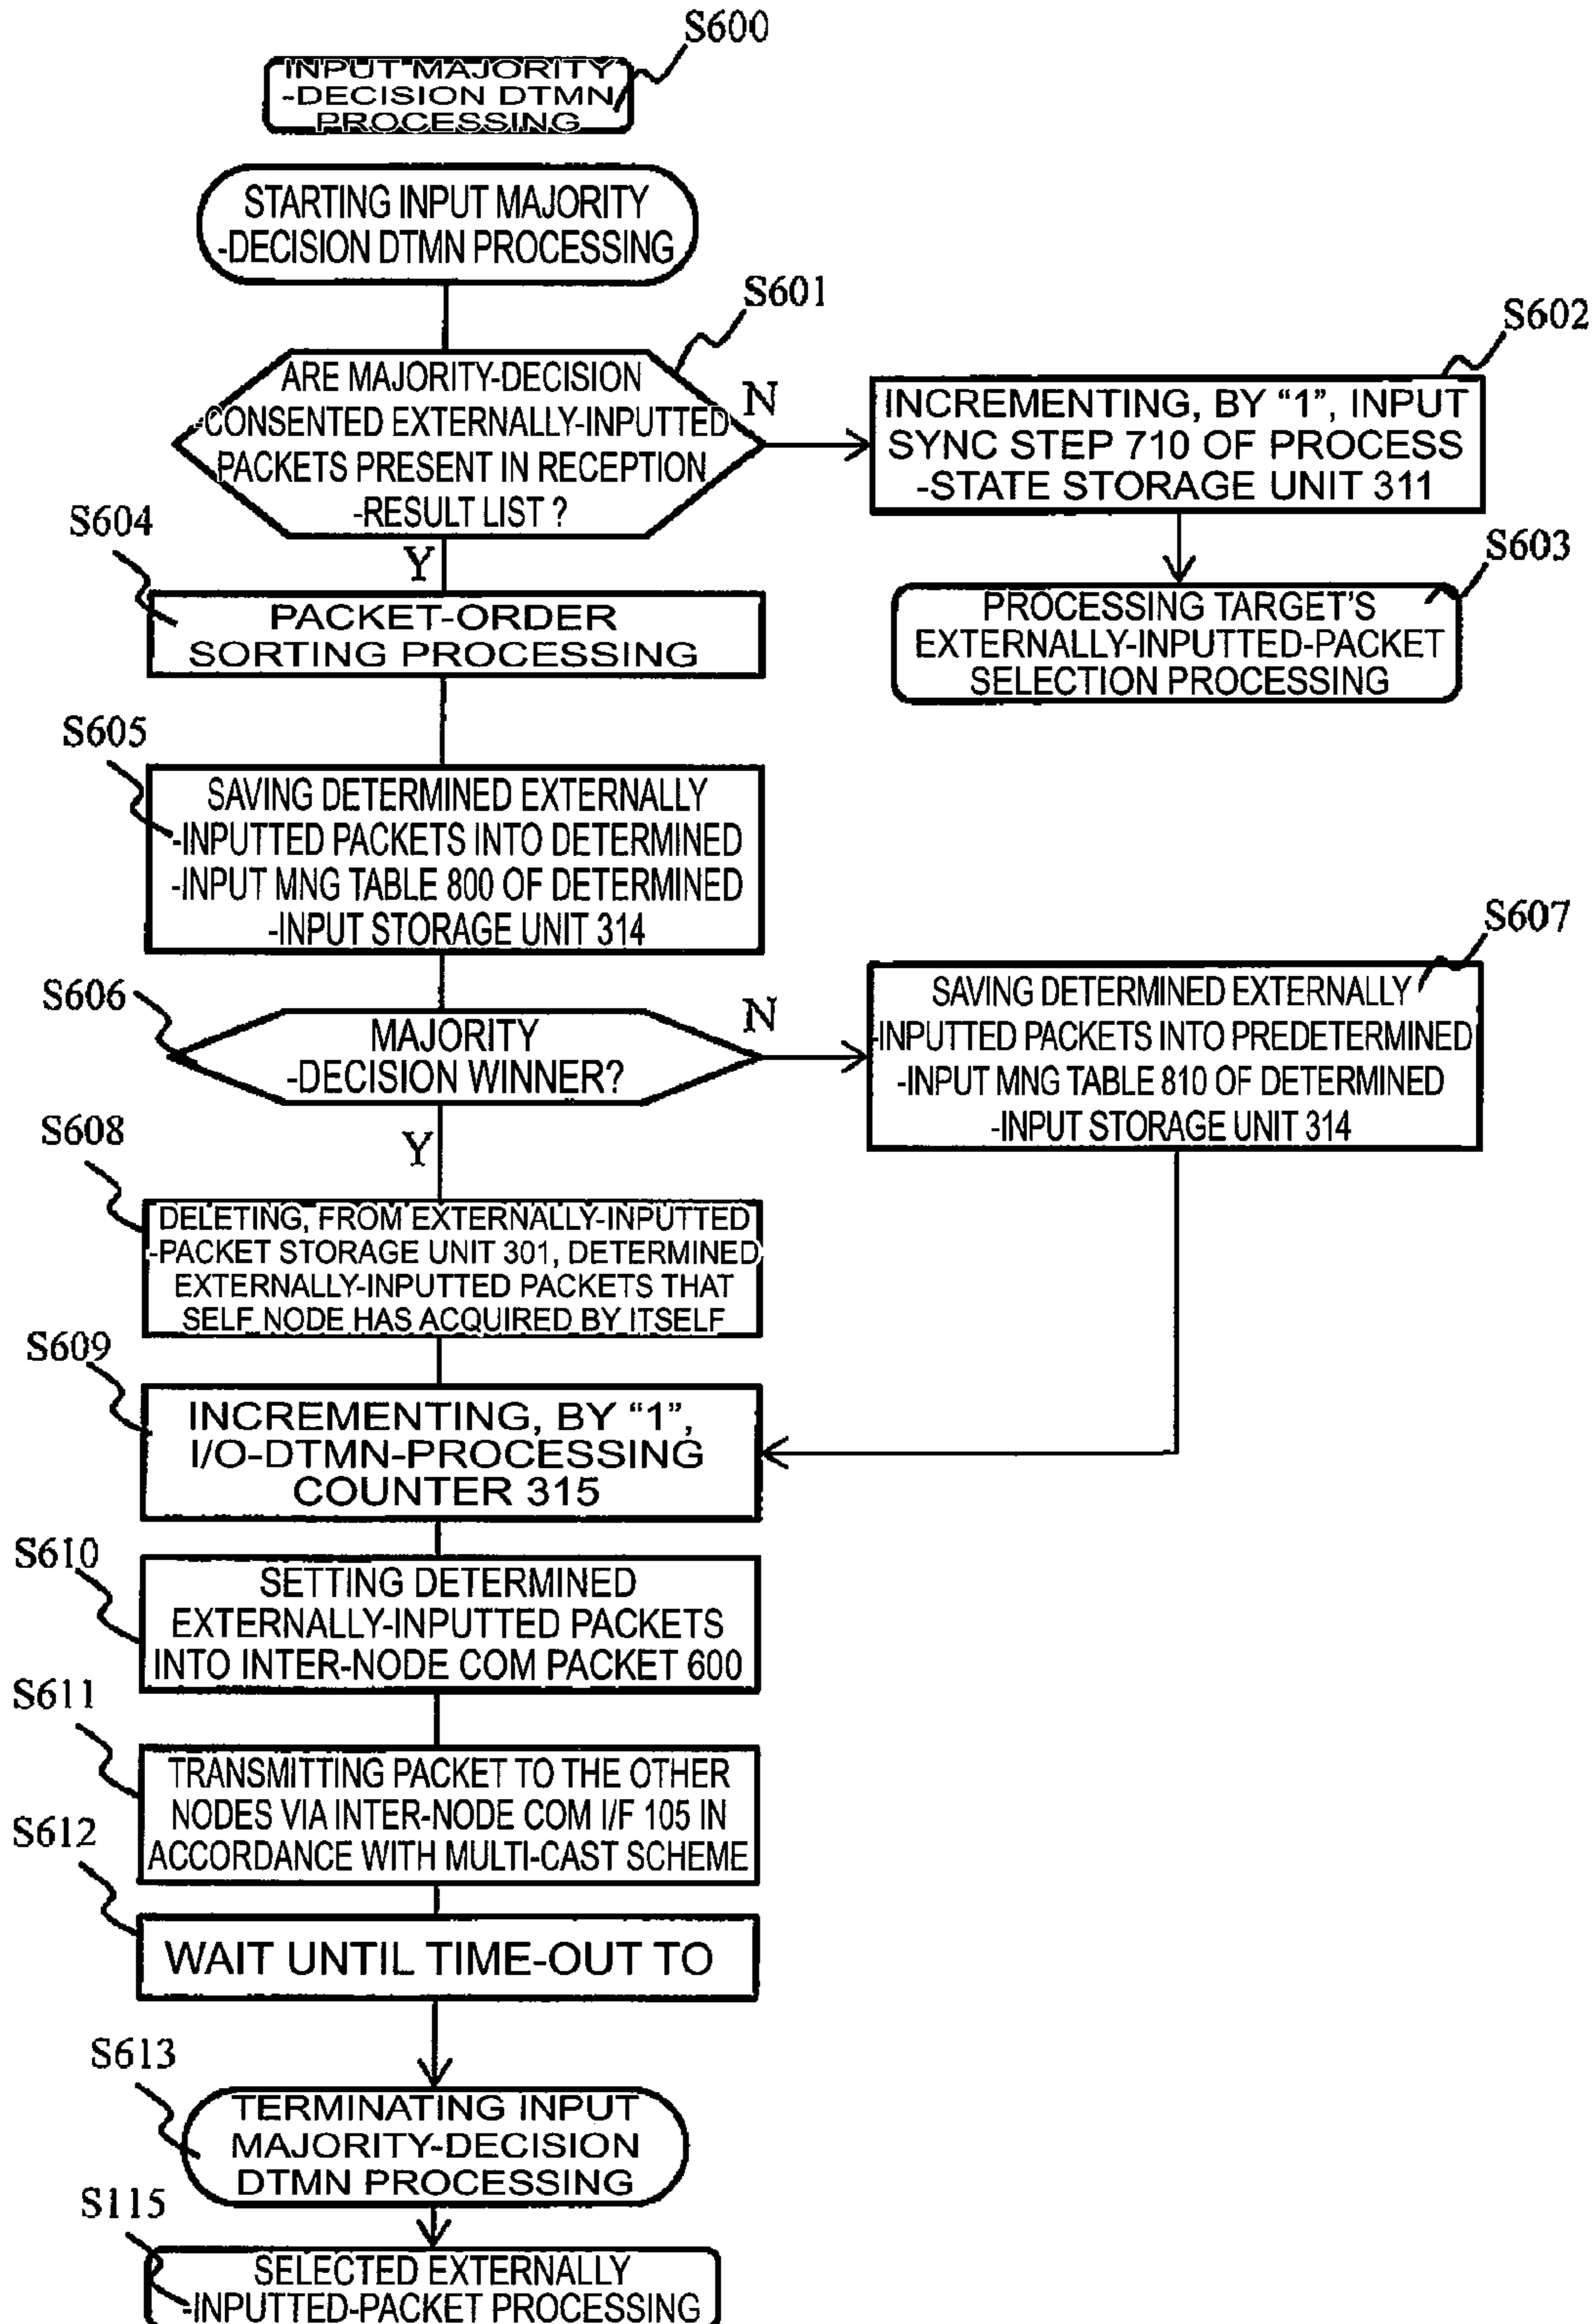 S600
INPUT MAJORITY
-DECISION DTMN
PROCESSING
STARTING INPUT MAJORITY
-DECISION DTMN PROCESSING
S601
ARE MAJORITY-DECISION
-CONSENTED EXTERNALLY-INPUTTED
PACKETS PRESENT IN RECEPTION
-RESULT LIST ?
N
Y
S602
INCREMENTING, BY “1”, INPUT
SYNC STEP 710 OF PROCESS
-STATE STORAGE UNIT 311
S603
PROCESSING TARGET'S
EXTERNALLY-INPUTTED-PACKET
SELECTION PROCESSING
S604
PACKET-ORDER
SORTING PROCESSING
S605
SAVING DETERMINED EXTERNALLY
-INPUTTED PACKETS INTO DETERMINED
-INPUT MNG TABLE 800 OF DETERMINED
-INPUT STORAGE UNIT 314
S606
MAJORITY
-DECISION WINNER?
N
Y
S607
SAVING DETERMINED EXTERNALLY
-INPUTTED PACKETS INTO PREDETERMINED
-INPUT MNG TABLE 810 OF DETERMINED
-INPUT STORAGE UNIT 314
S608
DELETING, FROM EXTERNALLY-INPUTTED
-PACKET STORAGE UNIT 301, DETERMINED
EXTERNALLY-INPUTTED PACKETS THAT
SELF NODE HAS ACQUIRED BY ITSELF
S609
INCREMENTING, BY “1”,
I/O-DTMN-PROCESSING
COUNTER 315
S610
SETTING DETERMINED
EXTERNALLY-INPUTTED PACKETS
INTO INTER-NODE COM PACKET 600
S611
TRANSMITTING PACKET TO THE OTHER
NODES VIA INTER-NODE COM I/F 105 IN
ACCORDANCE WITH MULTI-CAST SCHEME
S612
WAIT UNTIL TIME-OUT TO
S613
TERMINATING INPUT
MAJORITY-DECISION
DTMN PROCESSING
S115
SELECTED EXTERNALLY
-INPUTTED-PACKET PROCESSING